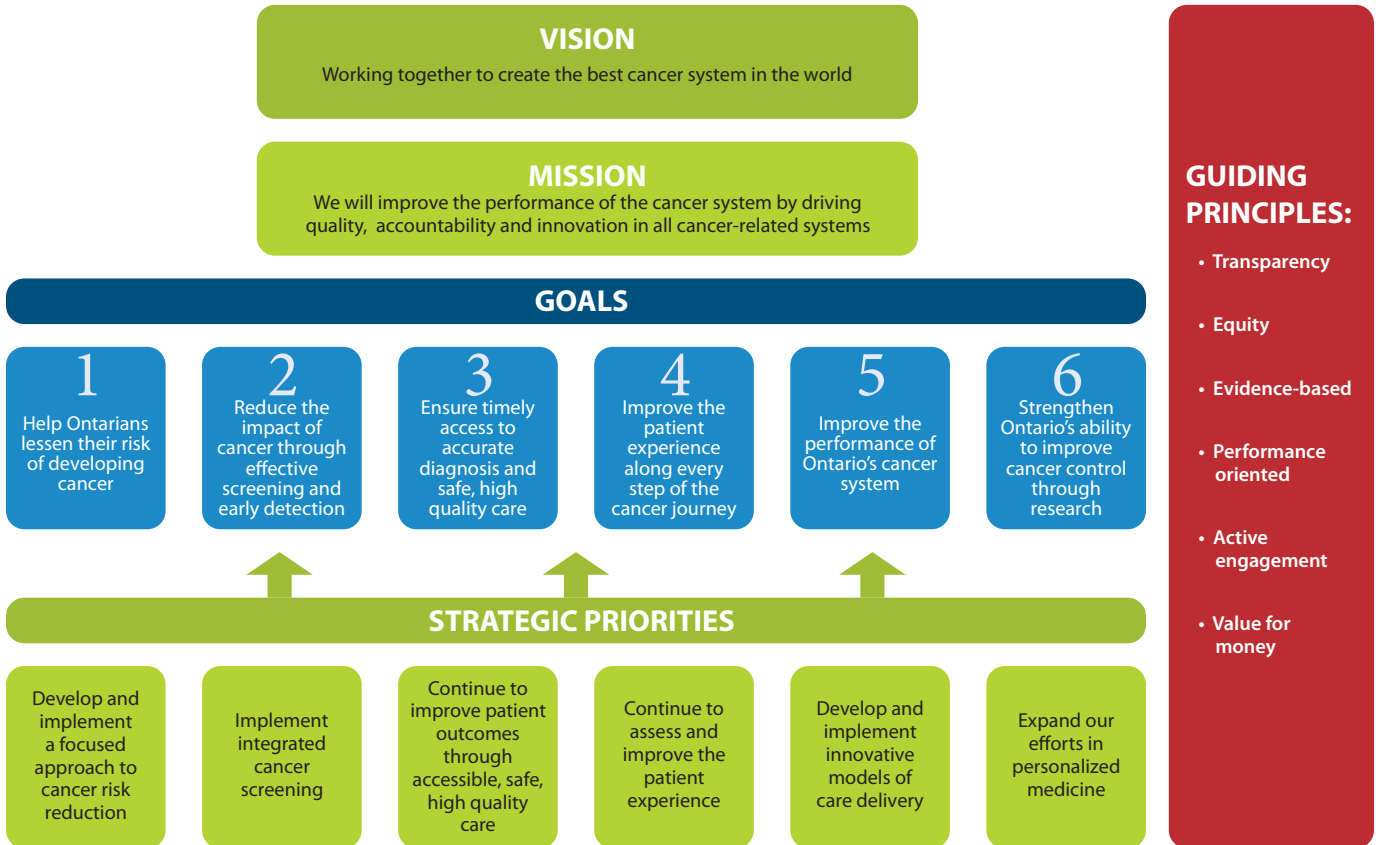 VISION
Working together to create the best cancer system in the world
MISSION
We will improve the performance of the cancer system by driving
quality, accountability and innovation in all cancer-related systems
GOALS
1
Help Ontarians
lessen their risk
of developing
cancer
2
Reduce the
impact of
cancer through
effective
screening and
early detection
3
Ensure timely
access to
accurate
diagnosis and
safe, high
quality care
4
Improve the
patient
experience
along every
step of the
cancer journey
5
Improve the
performance of
Ontario's cancer
system
6
Strengthen
Ontario's ability
to improve
cancer control
through
research
STRATEGIC PRIORITIES
Develop and
implement
a focused
approach to
cancer risk
reduction
Implement
integrated
cancer
screening
Continue to
improve patient
outcomes
through
accessible, safe,
high quality
care
Continue to
assess and
improve the
patient
experience
Develop and
implement
innovative
models of
care delivery
Expand our
efforts in
personalized
medicine
GUIDING
PRINCIPLES:
• Transparency
• Equity
• Evidence-based
• Performance
oriented
• Active
engagement
• Value for
money